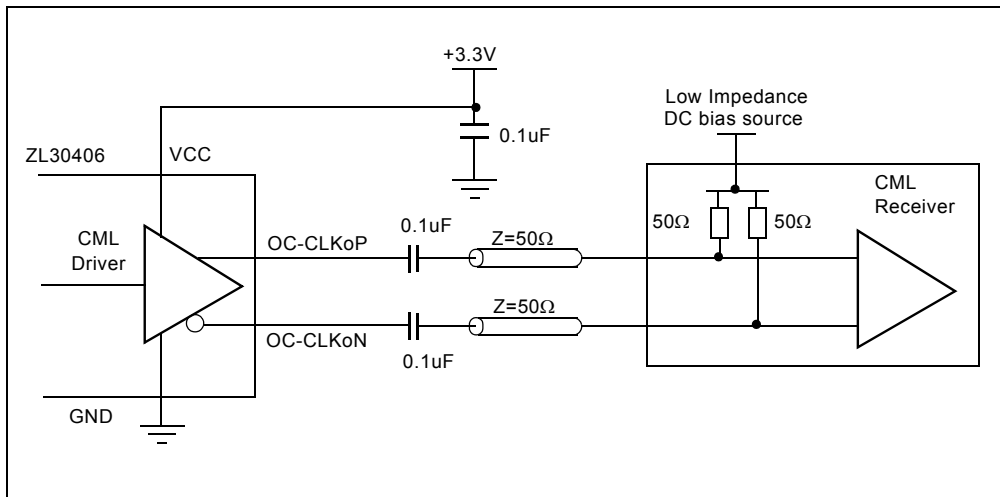 +3.3V
Low Impedance
DC bias source
0.1uF
ZL30406
VCC
CML
Receiver
0.1uF
50Ω
50Ω
CML
Driver
OC-CLKoP
Z=50Ω
Z=50Ω
OC-CLKoN
0.1uF
GND